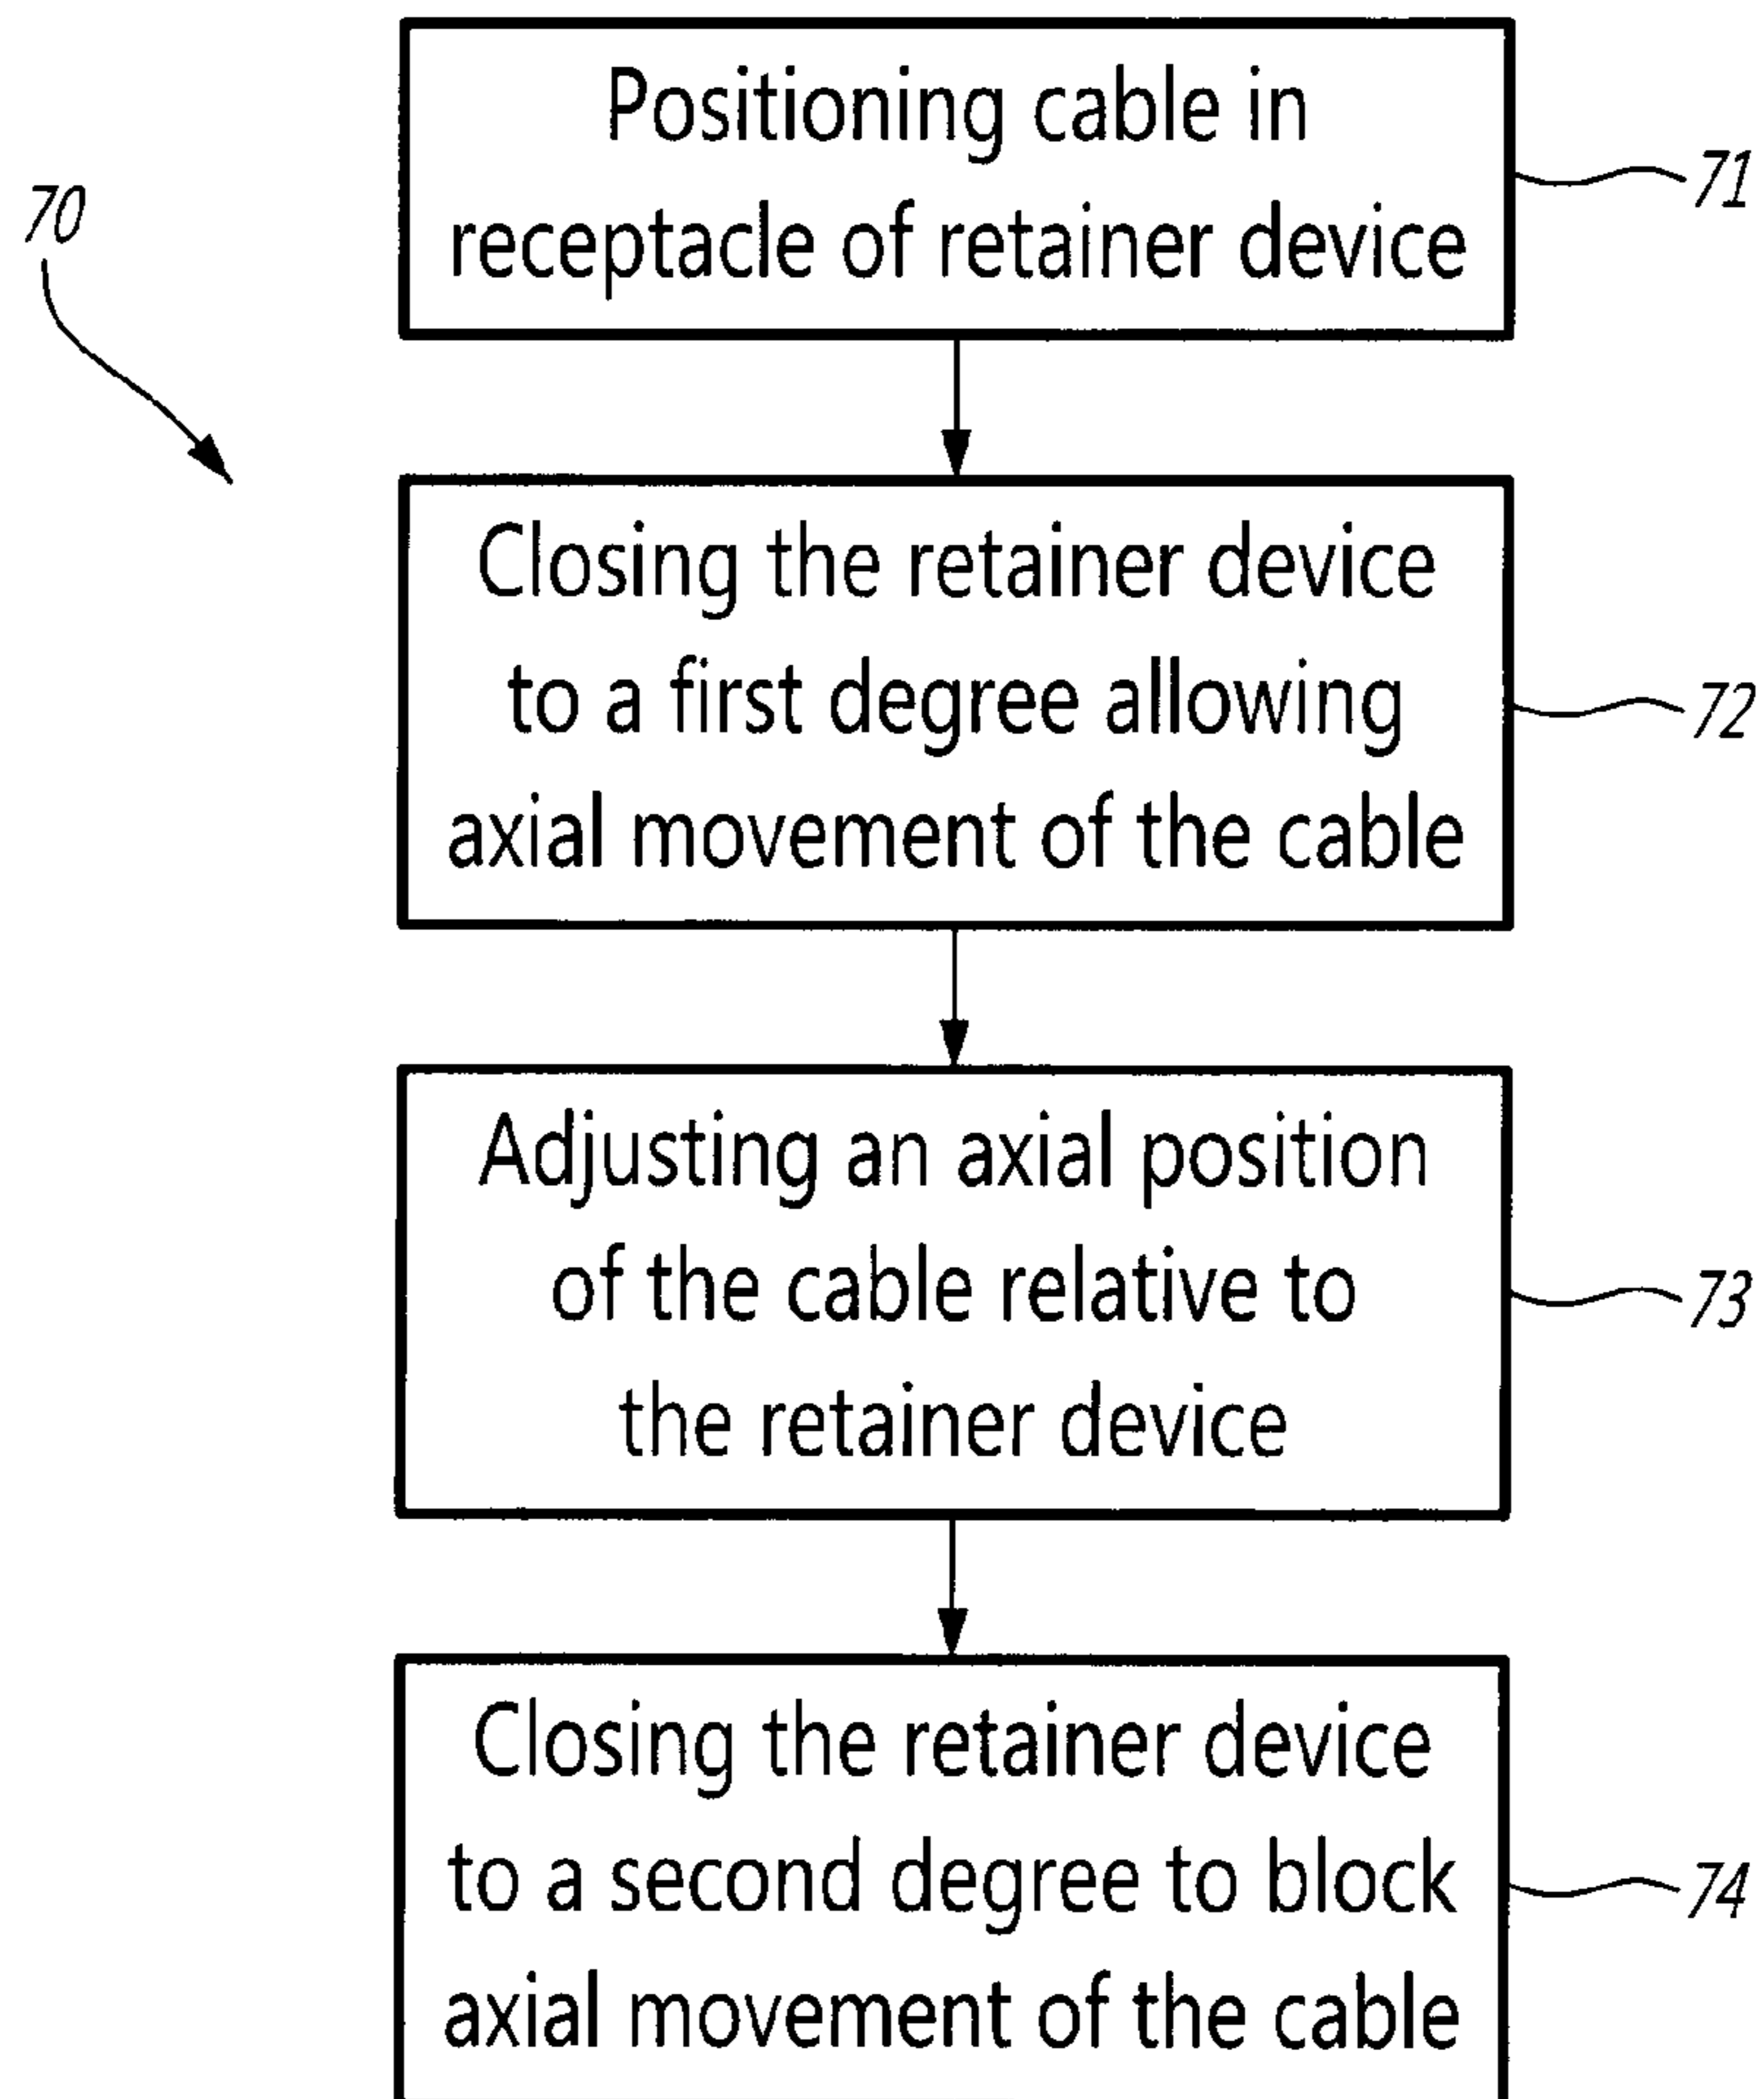 70
Positioning cable in
receptacle of retainer device
71
Closing the retainer device
to a first degree allowing
axial movement of the cable
72
Adjusting an axial position
of the cable relative to
the retainer device
73
Closing the retainer device
to a second degree to block
axial movement of the cable
74